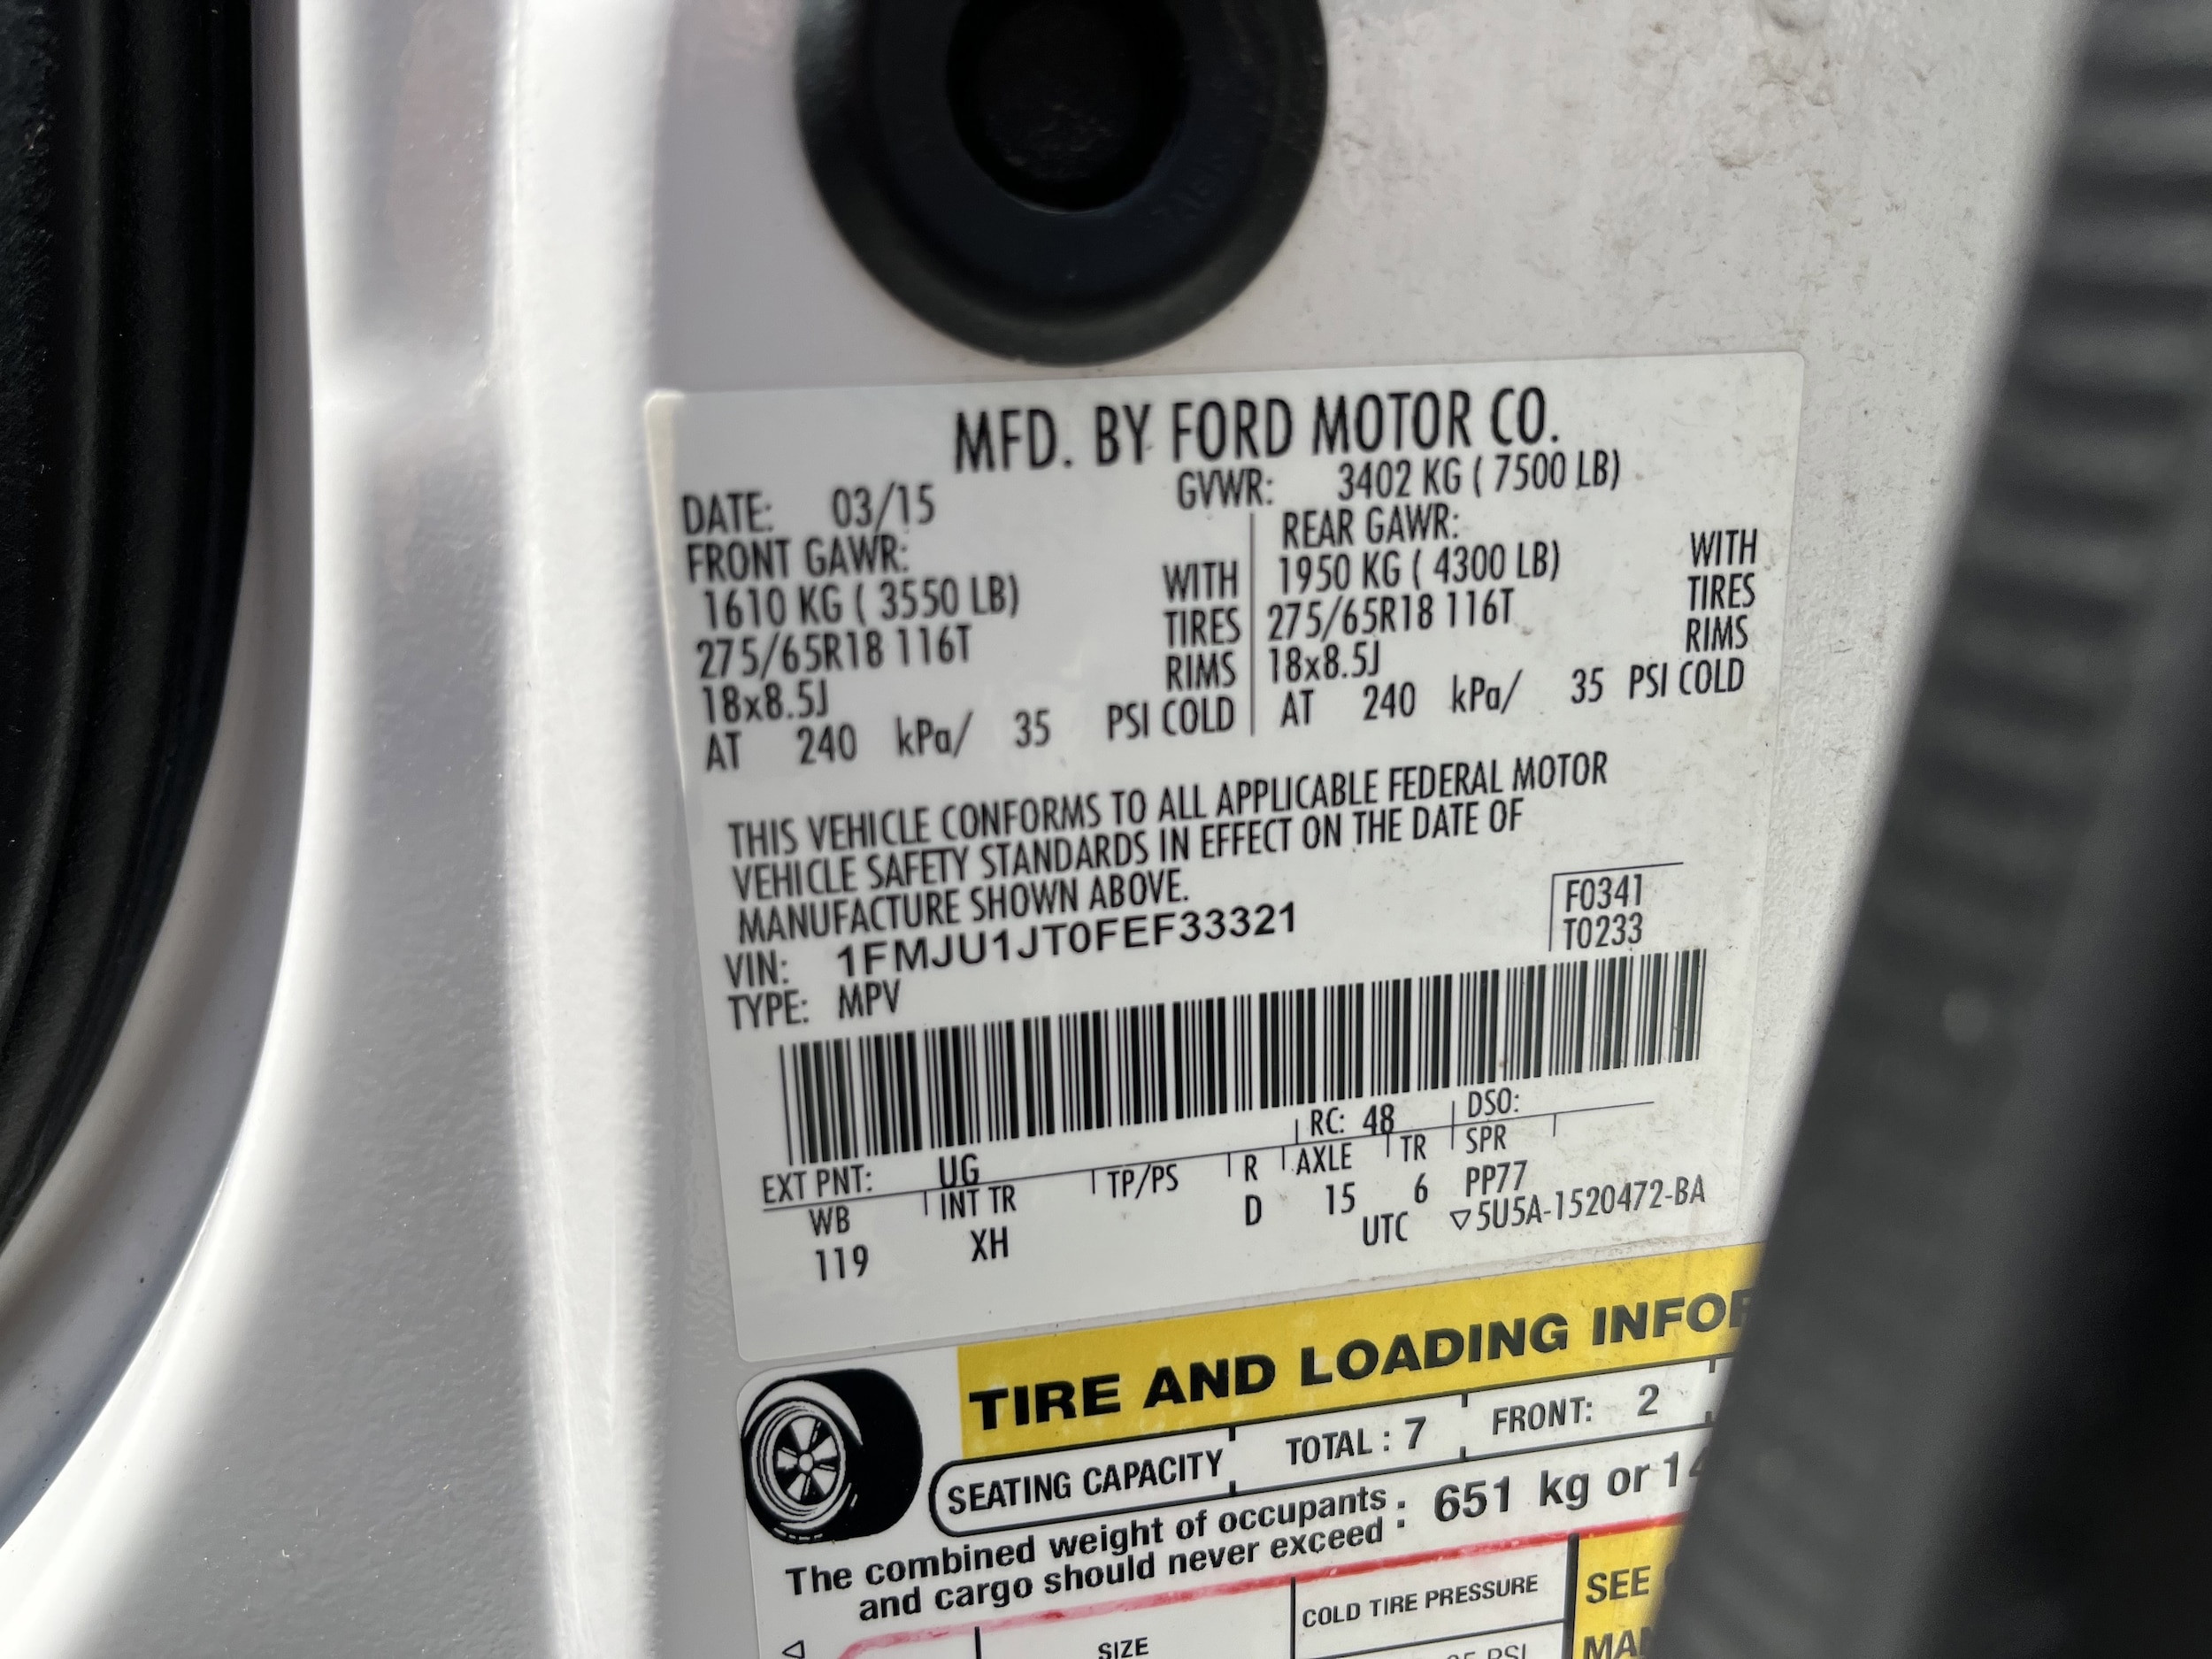 MFD. BY FORD MOTOR CO.
DATE: 03/15 GVWR: 3402 KG ( 7500 LB)
FRONT GAWR: REAR GAWR:
1610 KG ( 3550 LB) WITH 1950 KG ( 4300 LB) WITH
275/65R18 116T TIRES 275/65R18 116T TIRES
18x8.5J RIMS 18x8.5J RIMS
AT 240 kPa/ 35 PSI COLD AT 240 kPa/ 35 PSI COLD
THIS VEHICLE CONFORMS TO ALL APPLICABLE FEDERAL MOTOR
VEHICLE SAFETY STANDARDS IN EFFECT ON THE DATE OF
MANUFACTURE SHOWN ABOVE.
F0341
VIN: 1FMJU1JT0FEF33321 T0233
TYPE: MPV
RC: 48 DSO:
EXT PNT: UG
WB INT TR TP/PS R AXLE TR SPR
119 XH D 15 6 PP77
UTC ▽5U5A-1520472-BA
TIRE AND LOADING INFOR
SEATING CAPACITY TOTAL : 7 FRONT: 2
The combined weight of occupants
and cargo should never exceed : 651 kg or 14
SIZE COLD TIRE PRESSURE SEE
PSI MAN